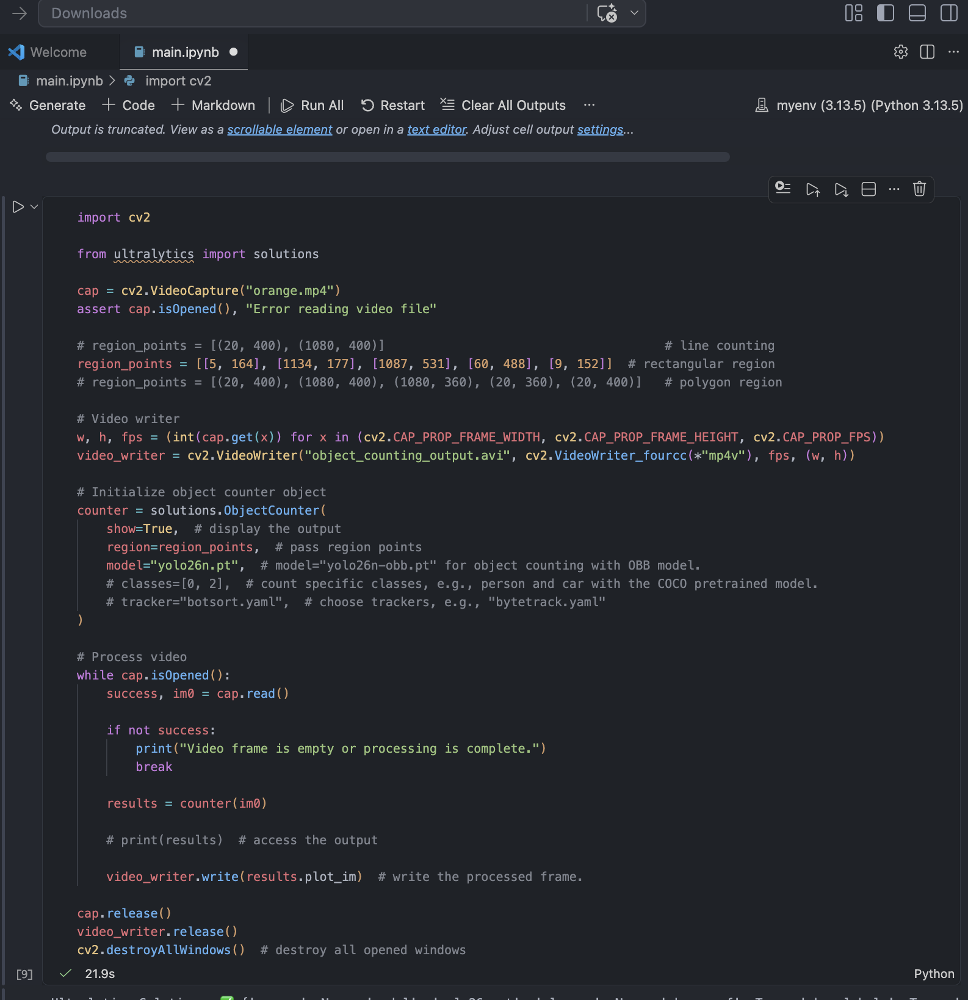 Downloads
Welcome
main.ipynb
main.ipynb > import cv2
Generate + Code + Markdown | Run All Restart Clear All Outputs ... myenv (3.13.5) (Python 3.13.5)
Output is truncated. View as a scrollable element or open in a text editor. Adjust cell output settings...
import cv2
from ultralytics import solutions
cap = cv2.VideoCapture("orange.mp4")
assert cap.isOpened(), "Error reading video file"
# region_points = [(20, 400), (1080, 400)]                                      # line counting
region_points = [[5, 164], [1134, 177], [1087, 531], [60, 488], [9, 152]]  # rectangular region
# region_points = [(20, 400), (1080, 400), (1080, 360), (20, 360), (20, 400)]   # polygon region
# Video writer
w, h, fps = (int(cap.get(x)) for x in (cv2.CAP_PROP_FRAME_WIDTH, cv2.CAP_PROP_FRAME_HEIGHT, cv2.CAP_PROP_FPS))
video_writer = cv2.VideoWriter("object_counting_output.avi", cv2.VideoWriter_fourcc(*"mp4v"), fps, (w, h))
# Initialize object counter object
counter = solutions.ObjectCounter(
    show=True,  # display the output
    region=region_points,  # pass region points
    model="yolo26n.pt",  # model="yolo26n-obb.pt" for object counting with OBB model.
    # classes=[0, 2],  # count specific classes, e.g., person and car with the COCO pretrained model.
    # tracker="botsort.yaml",  # choose trackers, e.g., "bytetrack.yaml"
)
# Process video
while cap.isOpened():
    success, im0 = cap.read()
    if not success:
        print("Video frame is empty or processing is complete.")
        break
    results = counter(im0)
    # print(results)  # access the output
    video_writer.write(results.plot_im)  # write the processed frame.
cap.release()
video_writer.release()
cv2.destroyAllWindows()  # destroy all opened windows
[9] 21.9s Python